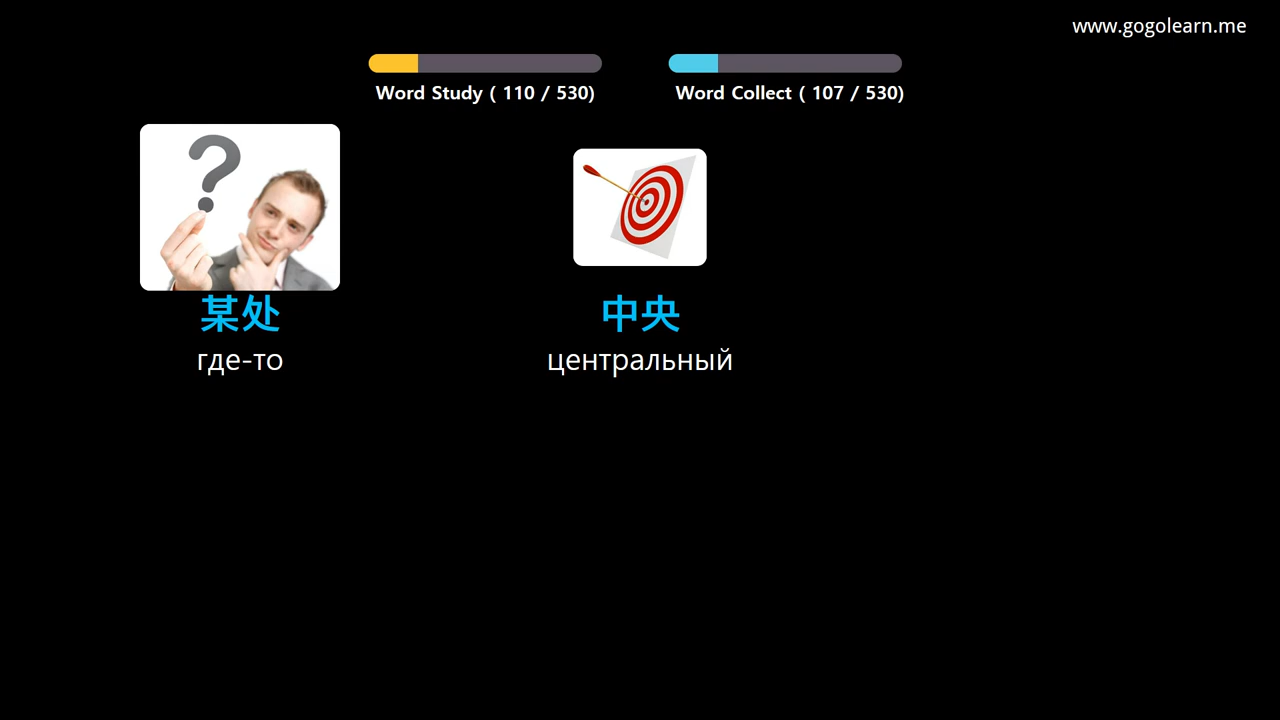 www.gogolearn.me
Word Study ( 110 / 530)
Word Collect ( 107 / 530)
某处
где-то
中央
центральный